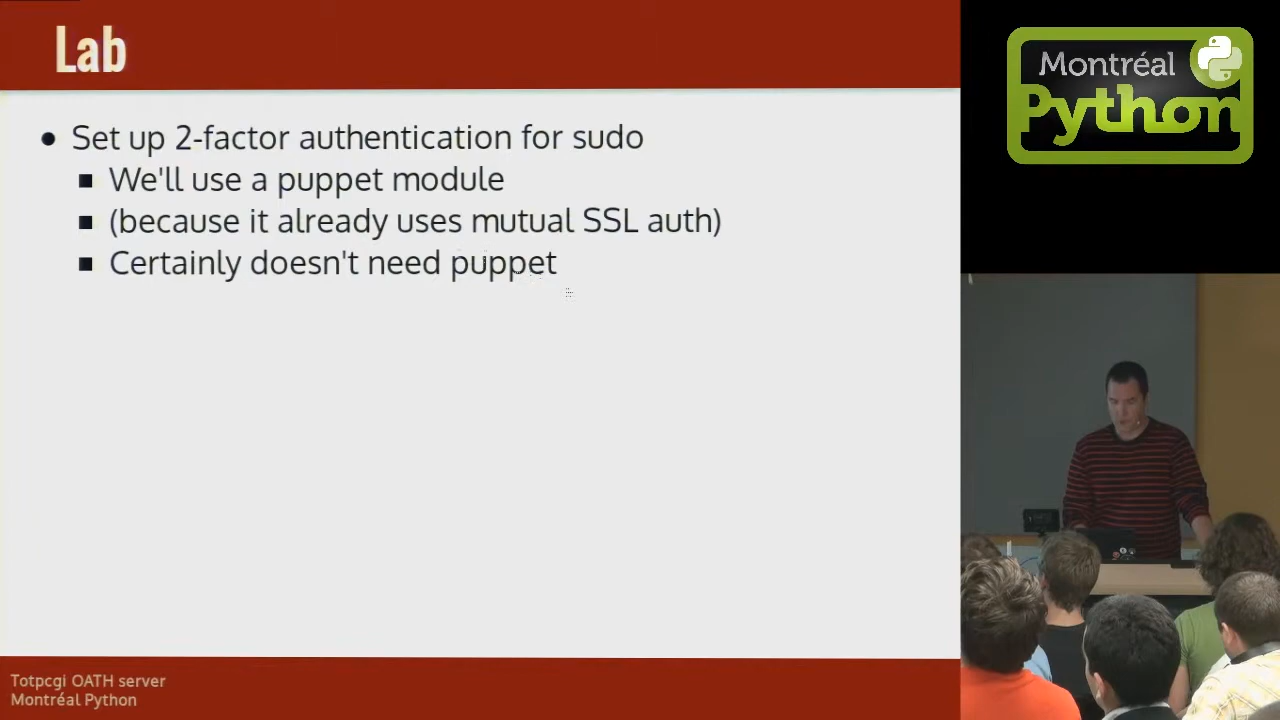 Lab
Set up 2-factor authentication for sudo
We'll use a puppet module
(because it already uses mutual SSL auth)
Certainly doesn't need puppet
Totpcgi OATH server
Montréal Python
Montréal
Python